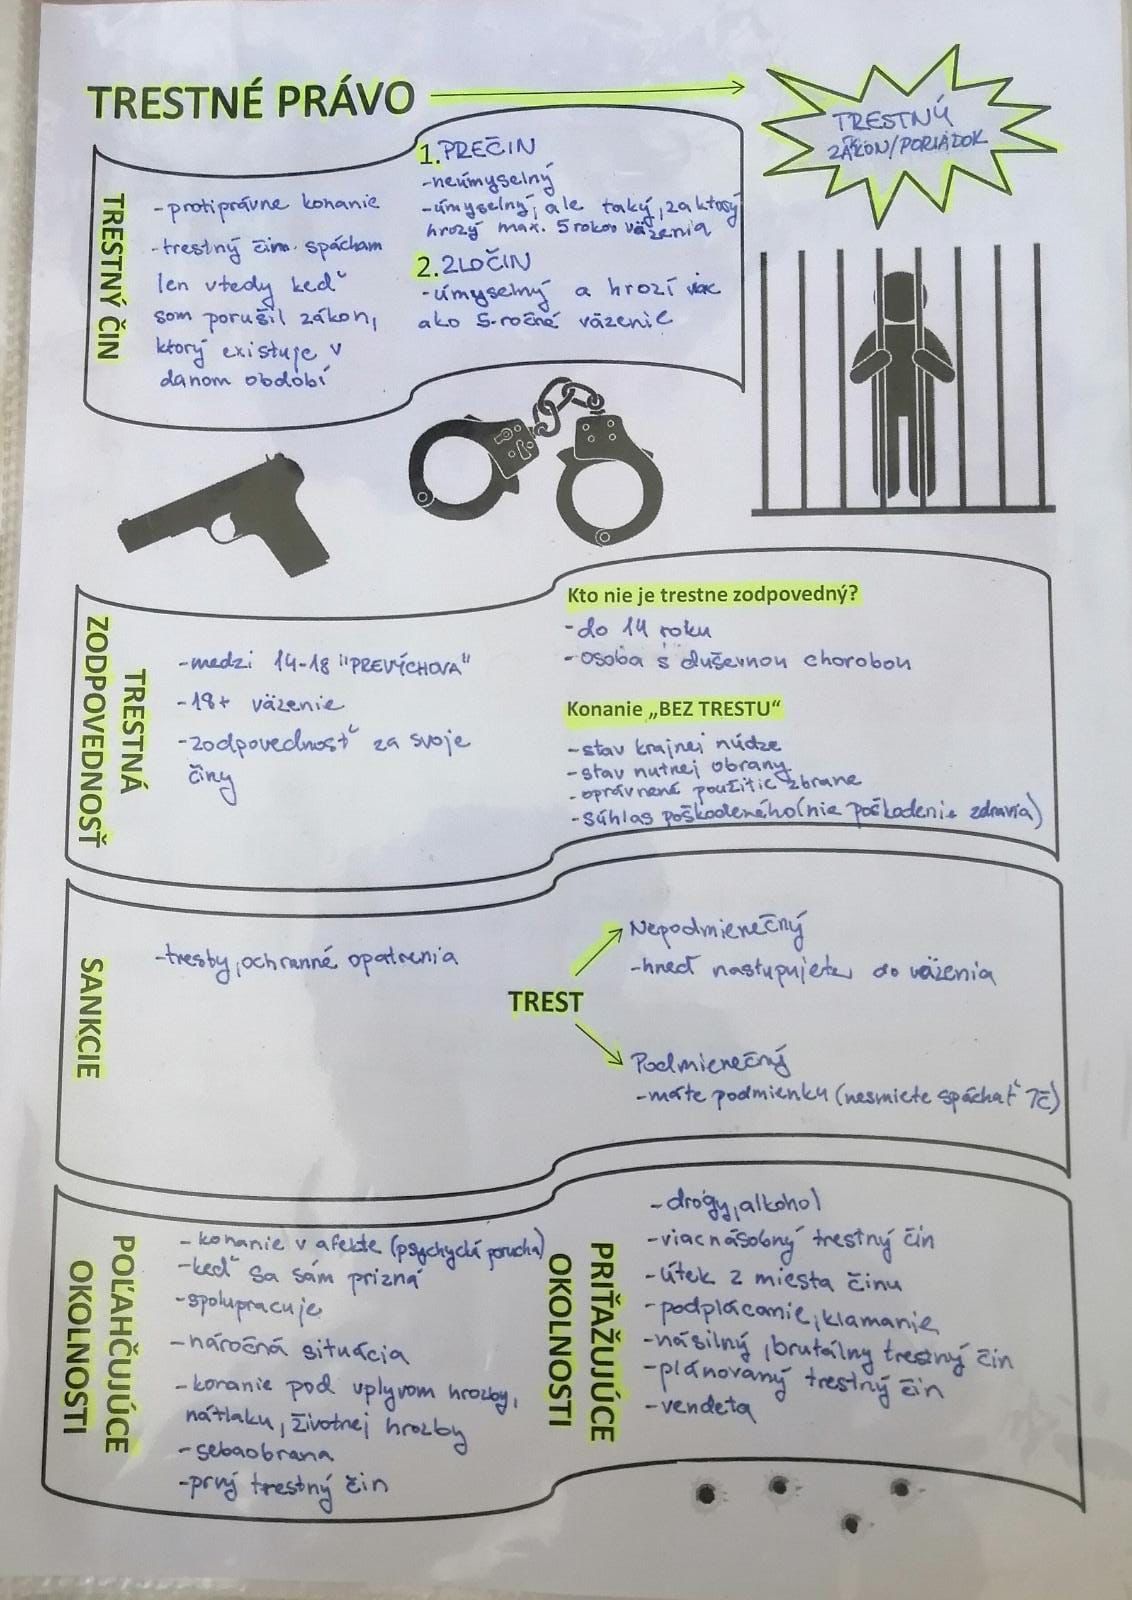 TRESTNÉ PRÁVO
TRESTNÝ
ZÁKON/PORIADOK
TRESTNÝ ČIN
-protiprávne konanie
-trestný čin spácham
len vtedy keď
som porušil zákon,
ktorý existuje v
danom období
1. PREČIN
-neúmyselný
-úmyselný, ale taký, za ktorý
hrozý max. 5 rokov väzenia
2. ZLOČIN
-úmyselný a hrozí viac
ako 5-ročné väzenie
TRESTNÁ
ZODPOVEDNOSŤ
-medzi 14-18 "PREVÝCHOVA"
-18+ väzenie
-zodpovednosť za svoje
činy
Kto nie je trestne zodpovedný?
-do 14 roku
-osoba s duševnou chorobou
Konanie „BEZ TRESTU“
-stav krajnej núdze
-stav nutnej obrany
-oprávnené použitie zbrane
-súhlas poškodeného(nie poškodenie zdravia)
SANKCIE
-tresty, ochranné opatrenia
TREST
Nepodmienečný
-hneď nastupujete do väzenia
Podmienečný
-máte podmienku (nesmiete spáchať TČ)
POĽAHČUJÚCE
OKOLNOSTI
-konanie v afekte (psychycká porucha)
-keď sa sám prizná
-spolupracuje
-náročná situácia
-konanie pod vplyvom hrozby,
nátlaku, životnej hrozby
-sebaobrana
-prvý trestný čin
PRIŤAŽUJÚCE
OKOLNOSTI
-drogy, alkohol
-viacnásobný trestný čin
-útek z miesta činu
-podplácanie, klamanie
-násilný, brutálny trestný čin
-plánovaný trestný čin
-vendeta